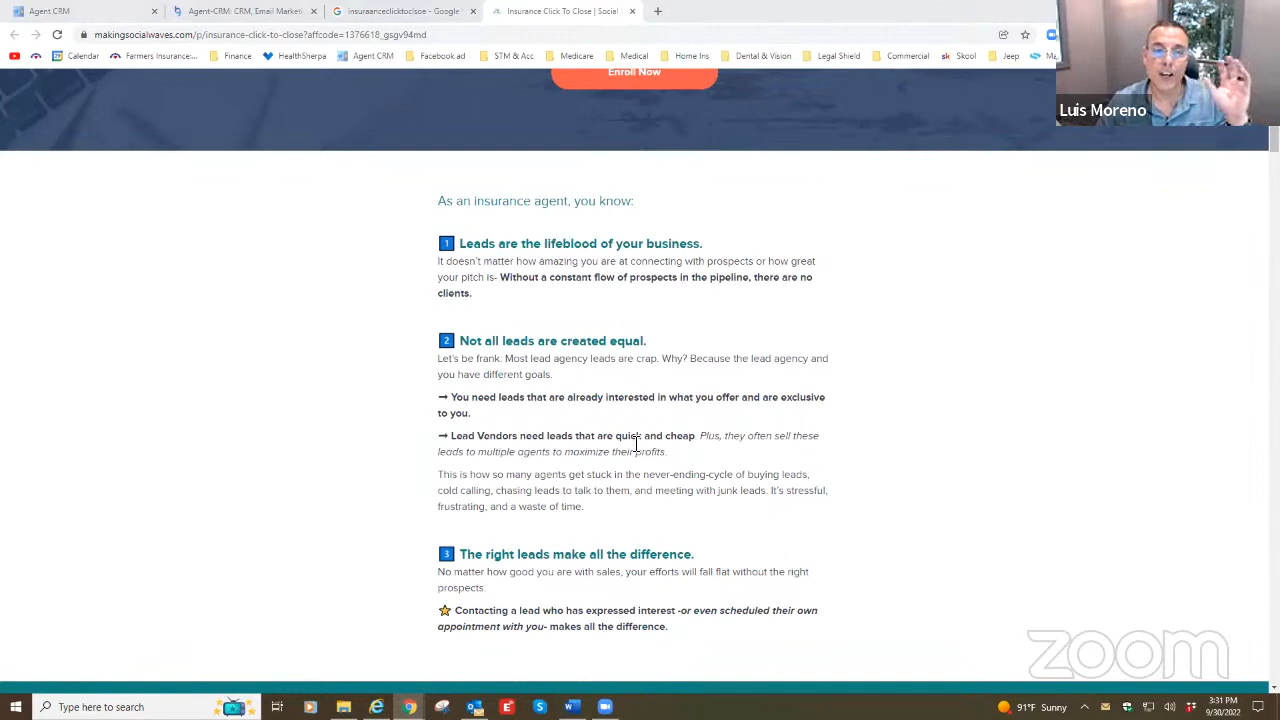 Agent CRM
Agent-CRM: CRM, Email Marketi
insuraancelicktoclsoe - Google
Insurance Click To Close | Social
makingsocialwaves.com/p/insurance-click-to-close?affcode=1376618_gsgv94md
Calendar
Farmers Insurance:...
Finance
HealthSherpa
Agent CRM
Facebook ad
STM & Acc
Medicare
Medical
Home Ins
Dental & Vision
Legal Shield
Commercial
sk Skool
Jeep
Enroll Now
Luis Moreno
As an insurance agent, you know:
1 Leads are the lifeblood of your business.
It doesn't matter how amazing you are at connecting with prospects or how great
your pitch is- Without a constant flow of prospects in the pipeline, there are no
clients.
2 Not all leads are created equal.
Let's be frank: Most lead agency leads are crap. Why? Because the lead agency and
you have different goals.
→ You need leads that are already interested in what you offer and are exclusive
to you.
→ Lead Vendors need leads that are quick and cheap. Plus, they often sell these
leads to multiple agents to maximize their profits.
This is how so many agents get stuck in the never-ending-cycle of buying leads,
cold calling, chasing leads to talk to them, and meeting with junk leads. It's stressful,
frustrating, and a waste of time.
3 The right leads make all the difference.
No matter how good you are with sales, your efforts will fall flat without the right
prospects.
⭐ Contacting a lead who has expressed interest -or even scheduled their own
appointment with you- makes all the difference.
zoom
Type here to search
91°F Sunny
3:31 PM
9/30/2022